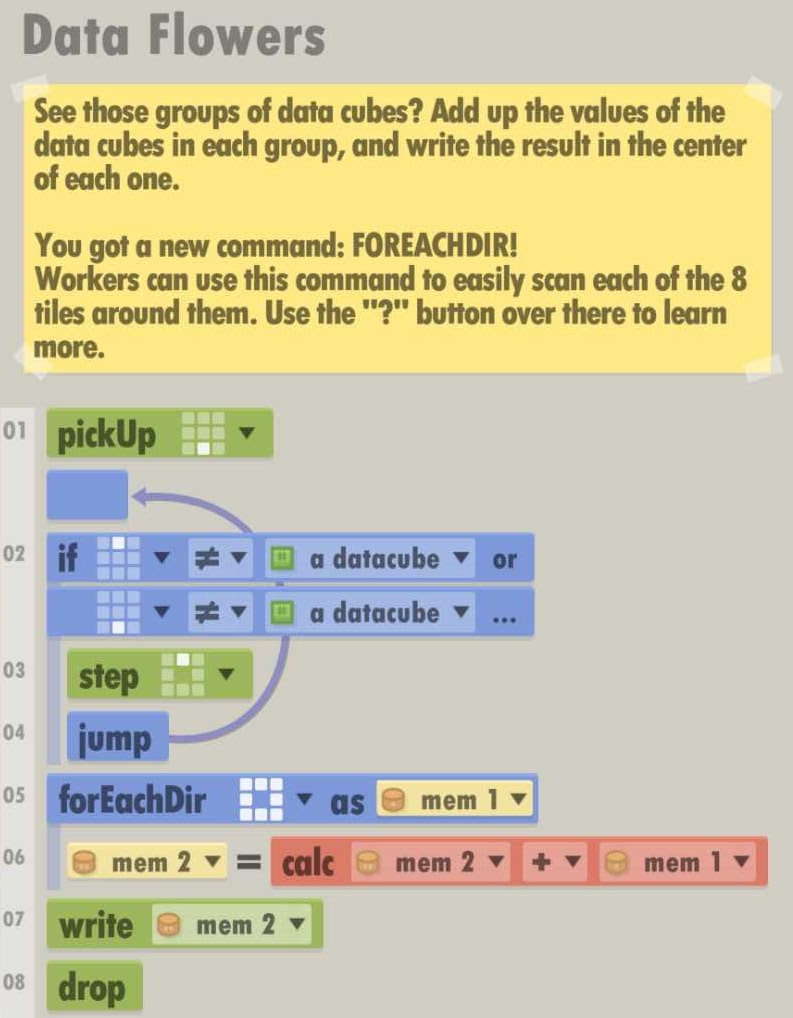 Data Flowers
See those groups of data cubes? Add up the values of the
data cubes in each group, and write the result in the center
of each one.
You got a new command: FOREACHDIR!
Workers can use this command to easily scan each of the 8
tiles around them. Use the "?" button over there to learn
more.
01 pickUp
02 if ≠ a datacube or
≠ a datacube ...
03 step
04 jump
05 forEachDir as mem 1
06 mem 2 = calc mem 2 + mem 1
07 write mem 2
08 drop